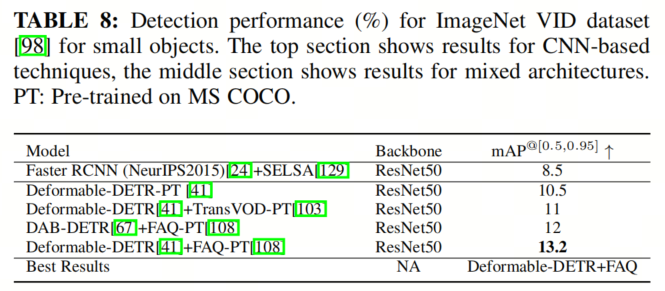 TABLE 8: Detection performance (%) for ImageNet VID dataset
[98] for small objects. The top section shows results for CNN-based
techniques, the middle section shows results for mixed architectures.
PT: Pre-trained on MS COCO.
Model Backbone mAP@[0.5,0.95] ↑
Faster RCNN (NeurIPS2015)[24]+SELSA[129] ResNet50 8.5
Deformable-DETR-PT [41] ResNet50 10.5
Deformable-DETR[41]+TransVOD-PT[103] ResNet50 11
DAB-DETR[67]+FAQ-PT[108] ResNet50 12
Deformable-DETR[41]+FAQ-PT[108] ResNet50 13.2
Best Results NA Deformable-DETR+FAQ